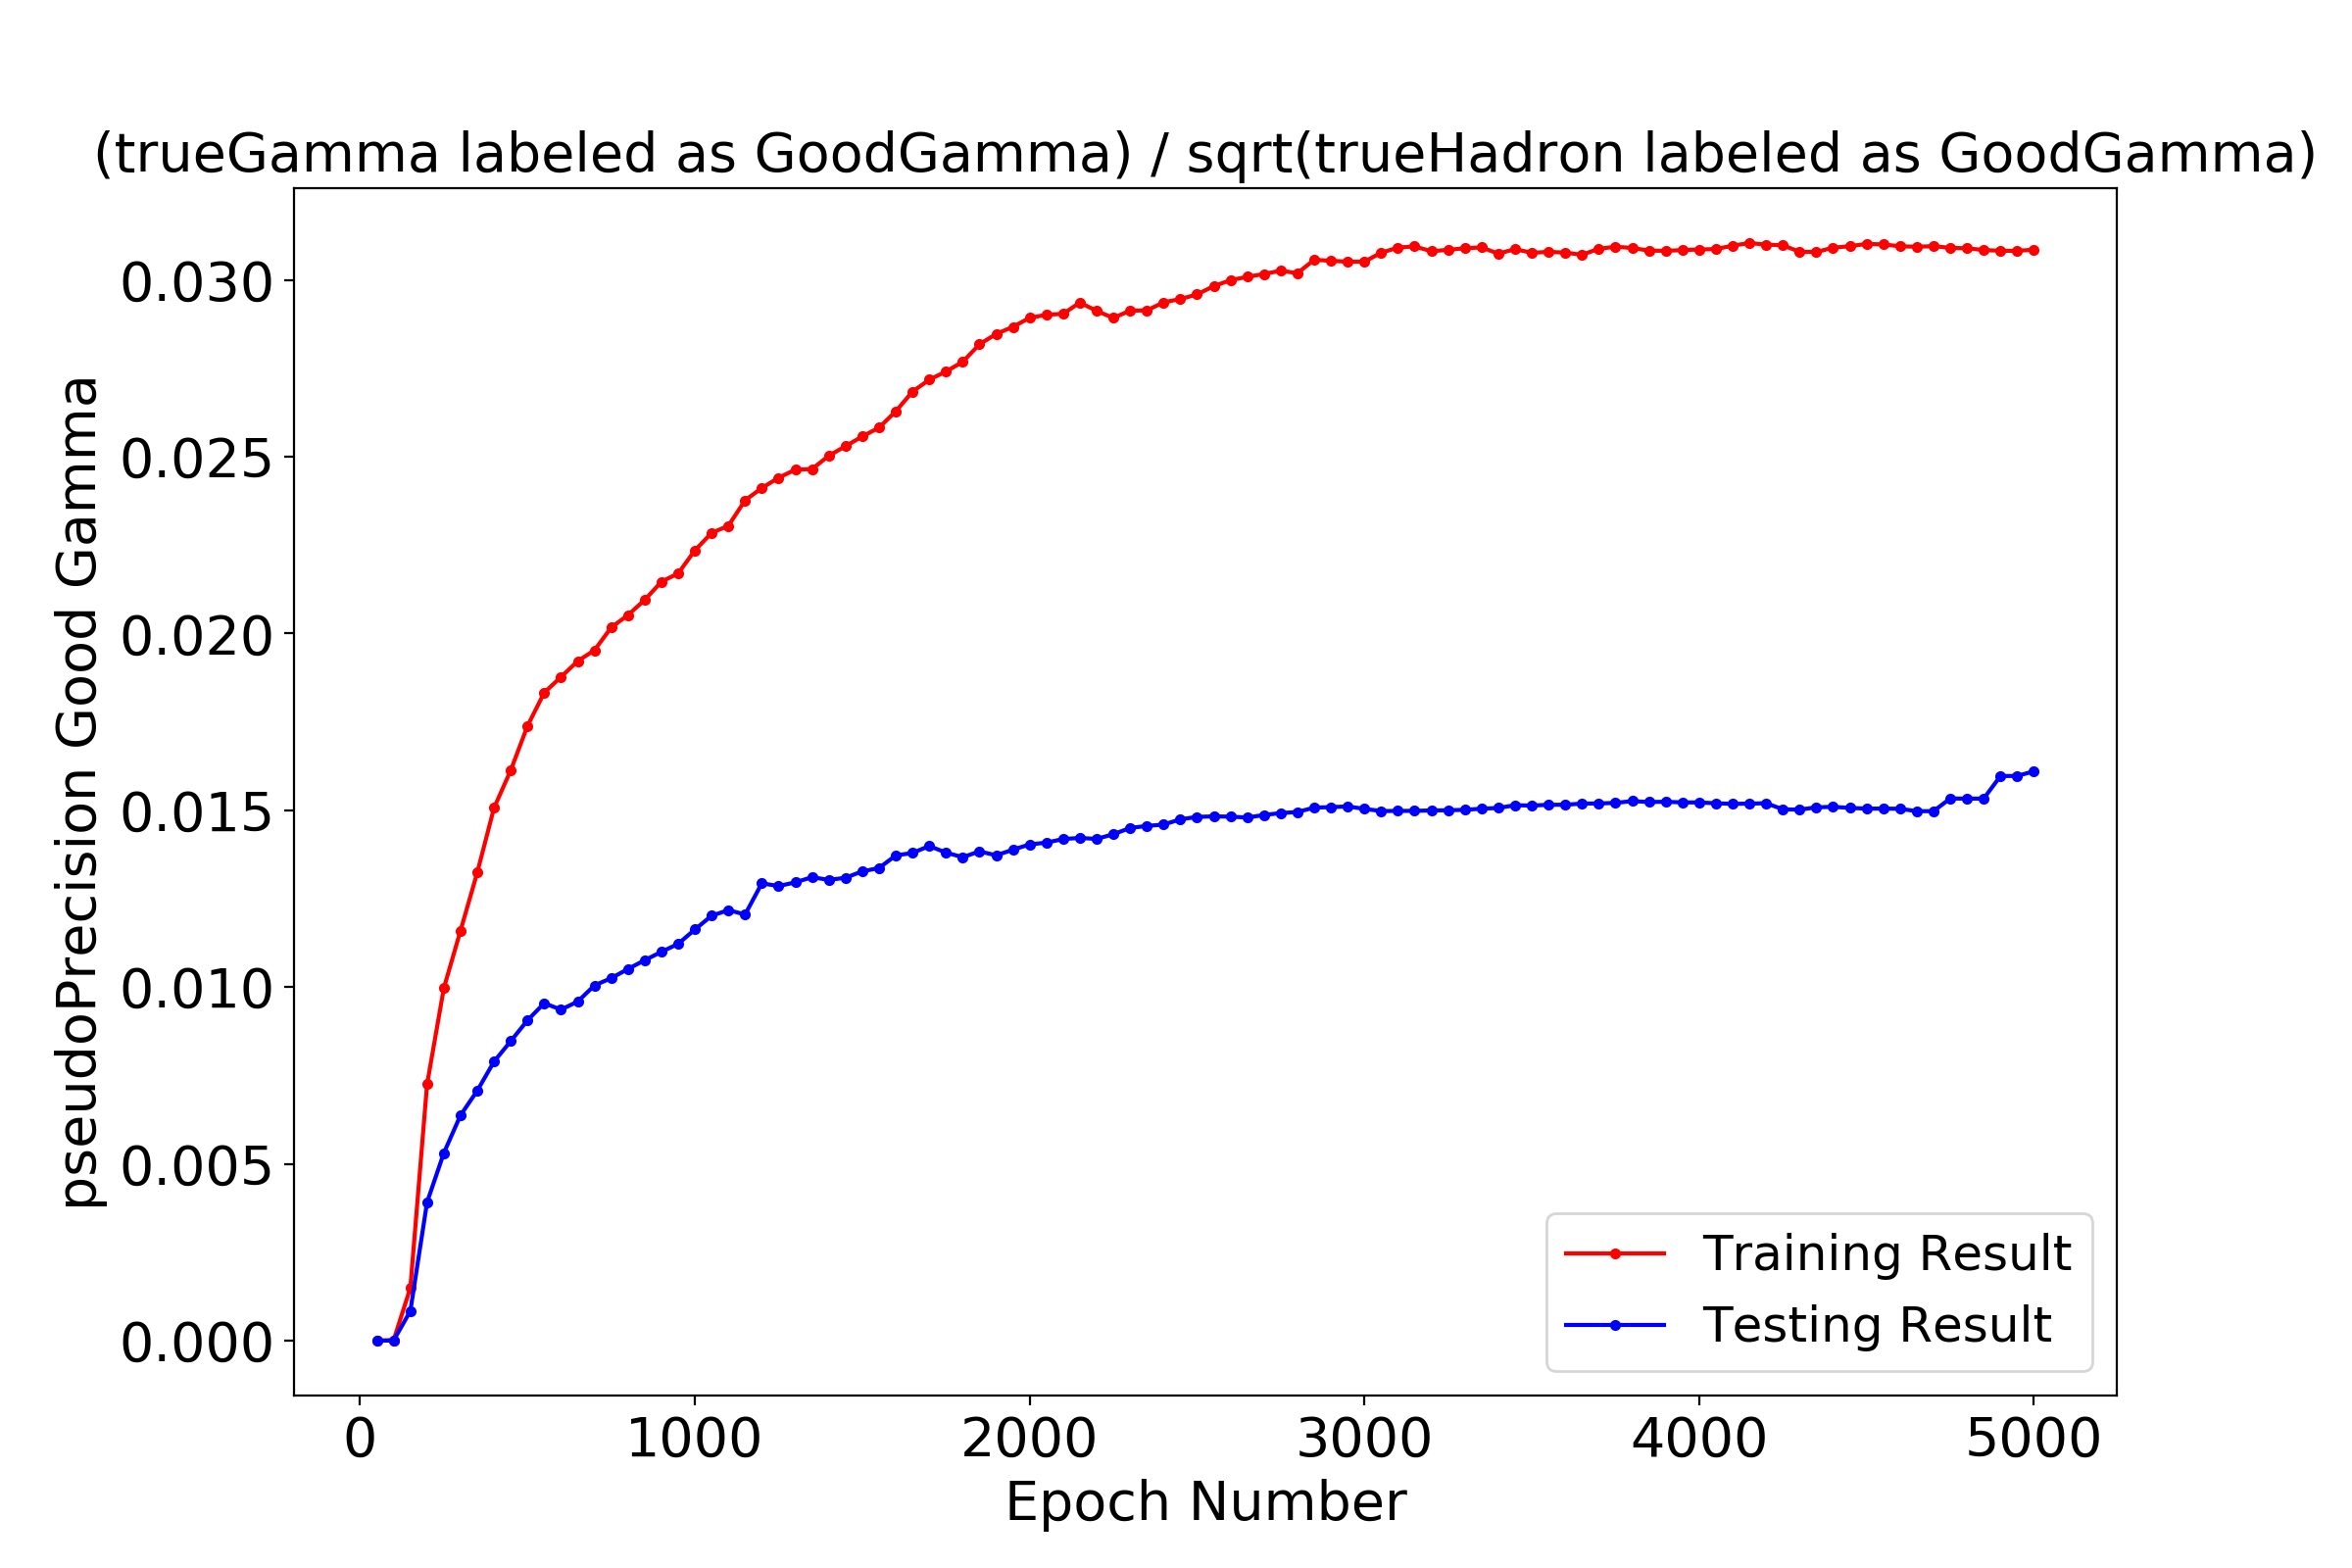 (trueGamma labeled as GoodGamma) / sqrt(trueHadron labeled as GoodGamma)
pseudoPrecision Good Gamma
0.030
0.025
0.020
0.015
0.010
0.005
0.000
Training Result
Testing Result
0 1000 2000 3000 4000 5000
Epoch Number